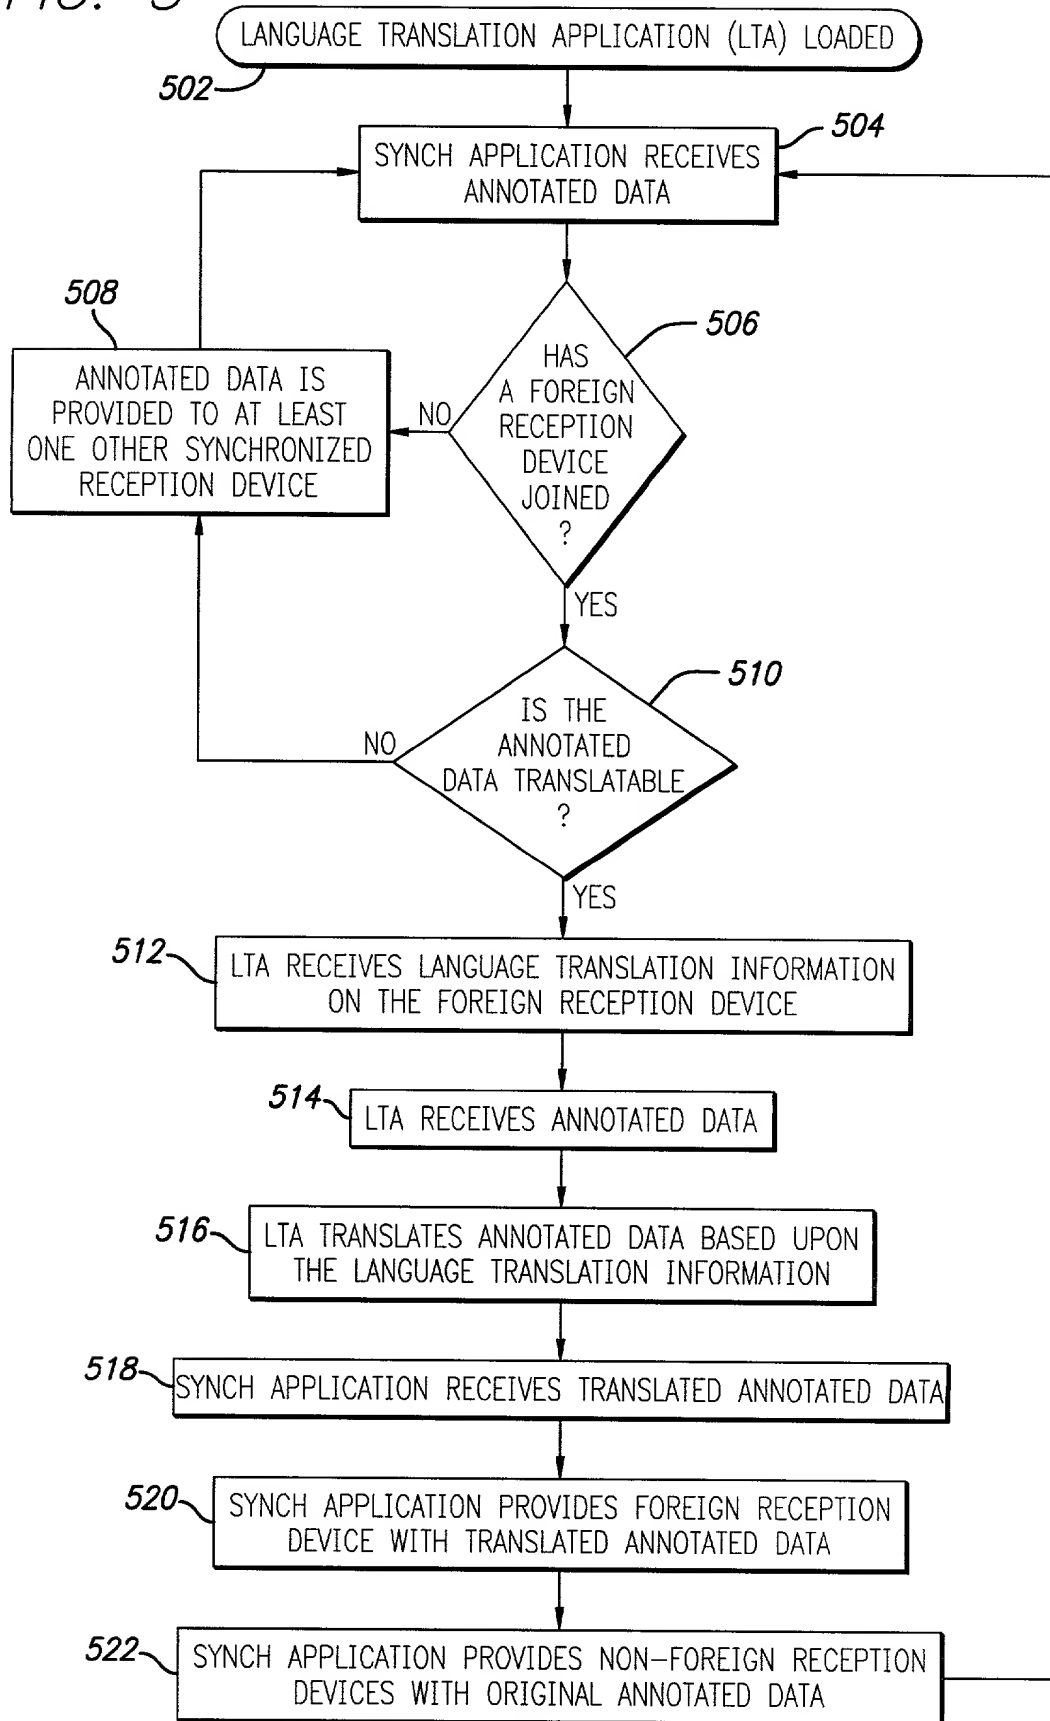 FIG. 5
LANGUAGE TRANSLATION APPLICATION (LTA) LOADED
502
504
SYNCH APPLICATION RECEIVES
ANNOTATED DATA
508
506
ANNOTATED DATA IS
PROVIDED TO AT LEAST
ONE OTHER SYNCHRONIZED
RECEPTION DEVICE
NO
HAS
A FOREIGN
RECEPTION
DEVICE
JOINED
?
YES
510
NO
IS THE
ANNOTATED
DATA TRANSLATABLE
?
YES
512
LTA RECEIVES LANGUAGE TRANSLATION INFORMATION
ON THE FOREIGN RECEPTION DEVICE
514
LTA RECEIVES ANNOTATED DATA
516
LTA TRANSLATES ANNOTATED DATA BASED UPON
THE LANGUAGE TRANSLATION INFORMATION
518
SYNCH APPLICATION RECEIVES TRANSLATED ANNOTATED DATA
520
SYNCH APPLICATION PROVIDES FOREIGN RECEPTION
DEVICE WITH TRANSLATED ANNOTATED DATA
522
SYNCH APPLICATION PROVIDES NON-FOREIGN RECEPTION
DEVICES WITH ORIGINAL ANNOTATED DATA